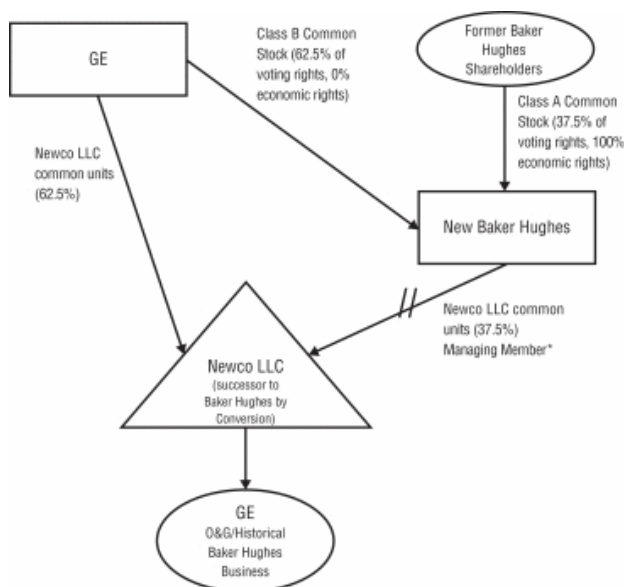 GE
Class B Common
Stock (62.5% of
voting rights, 0%
economic rights)
Former Baker
Hughes
Shareholders
Class A Common
Stock (37.5% of
voting rights, 100%
economic rights)
Newco LLC
common units
(62.5%)
New Baker Hughes
Newco LLC common
units (37.5%)
Managing Member*
Newco LLC
(successor to
Baker Hughes by
Conversion)
GE
O&G/Historical
Baker Hughes
Business